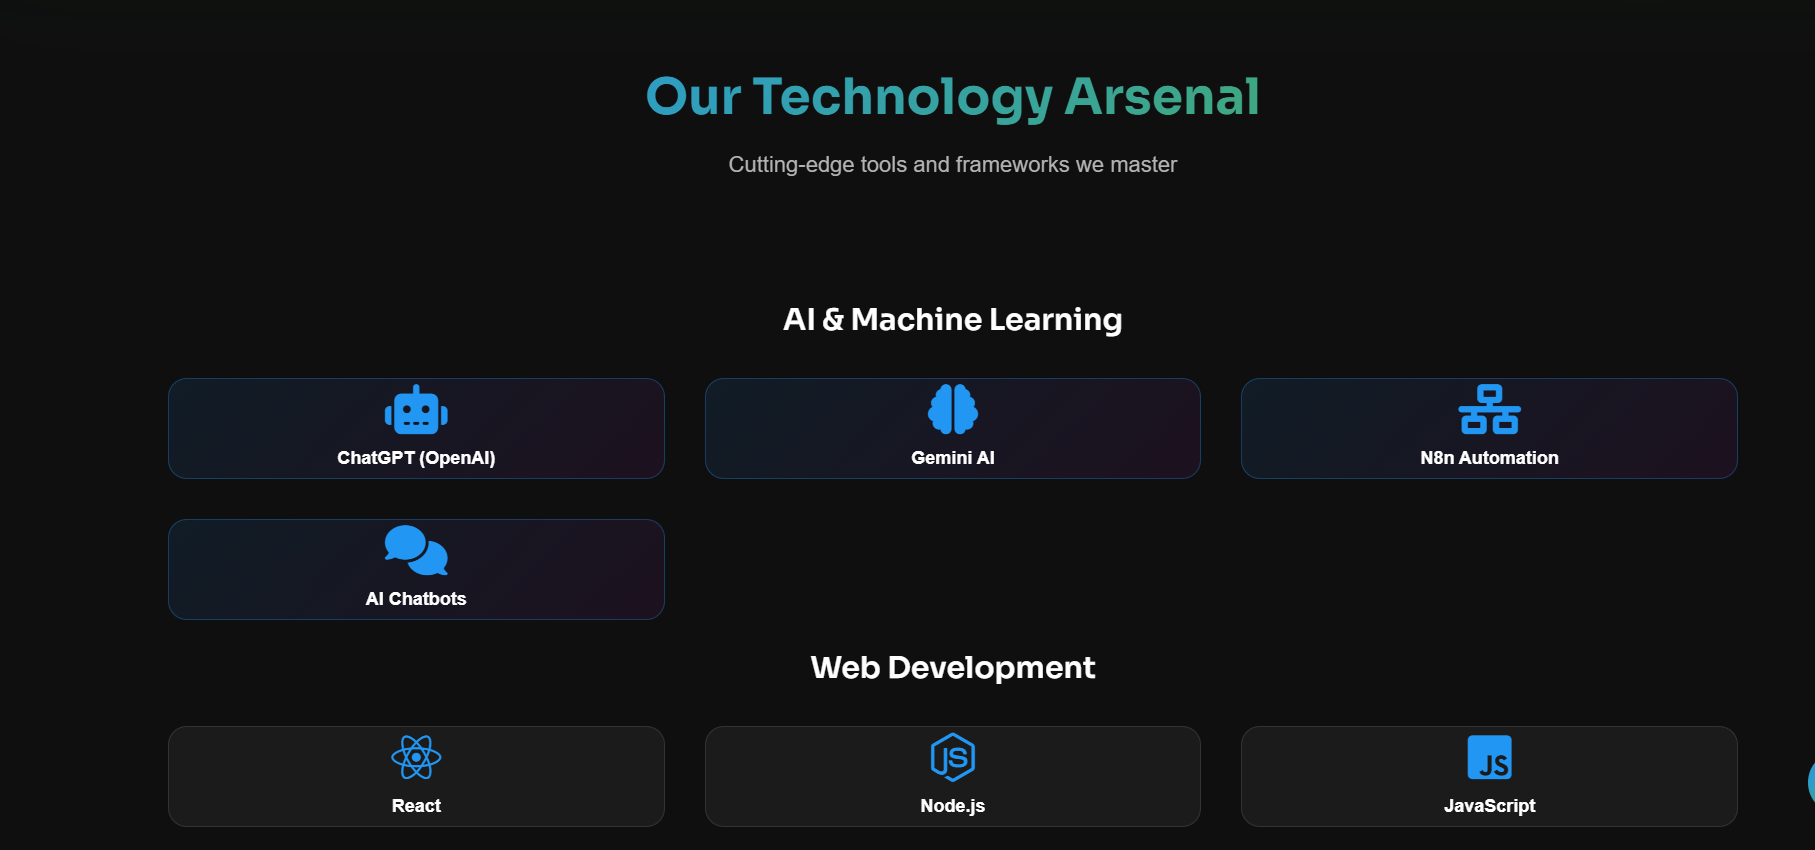 Our Technology Arsenal
Cutting-edge tools and frameworks we master
AI & Machine Learning
ChatGPT (OpenAI)
Gemini AI
N8n Automation
AI Chatbots
Web Development
JS
JS
React
Node.js
JavaScript